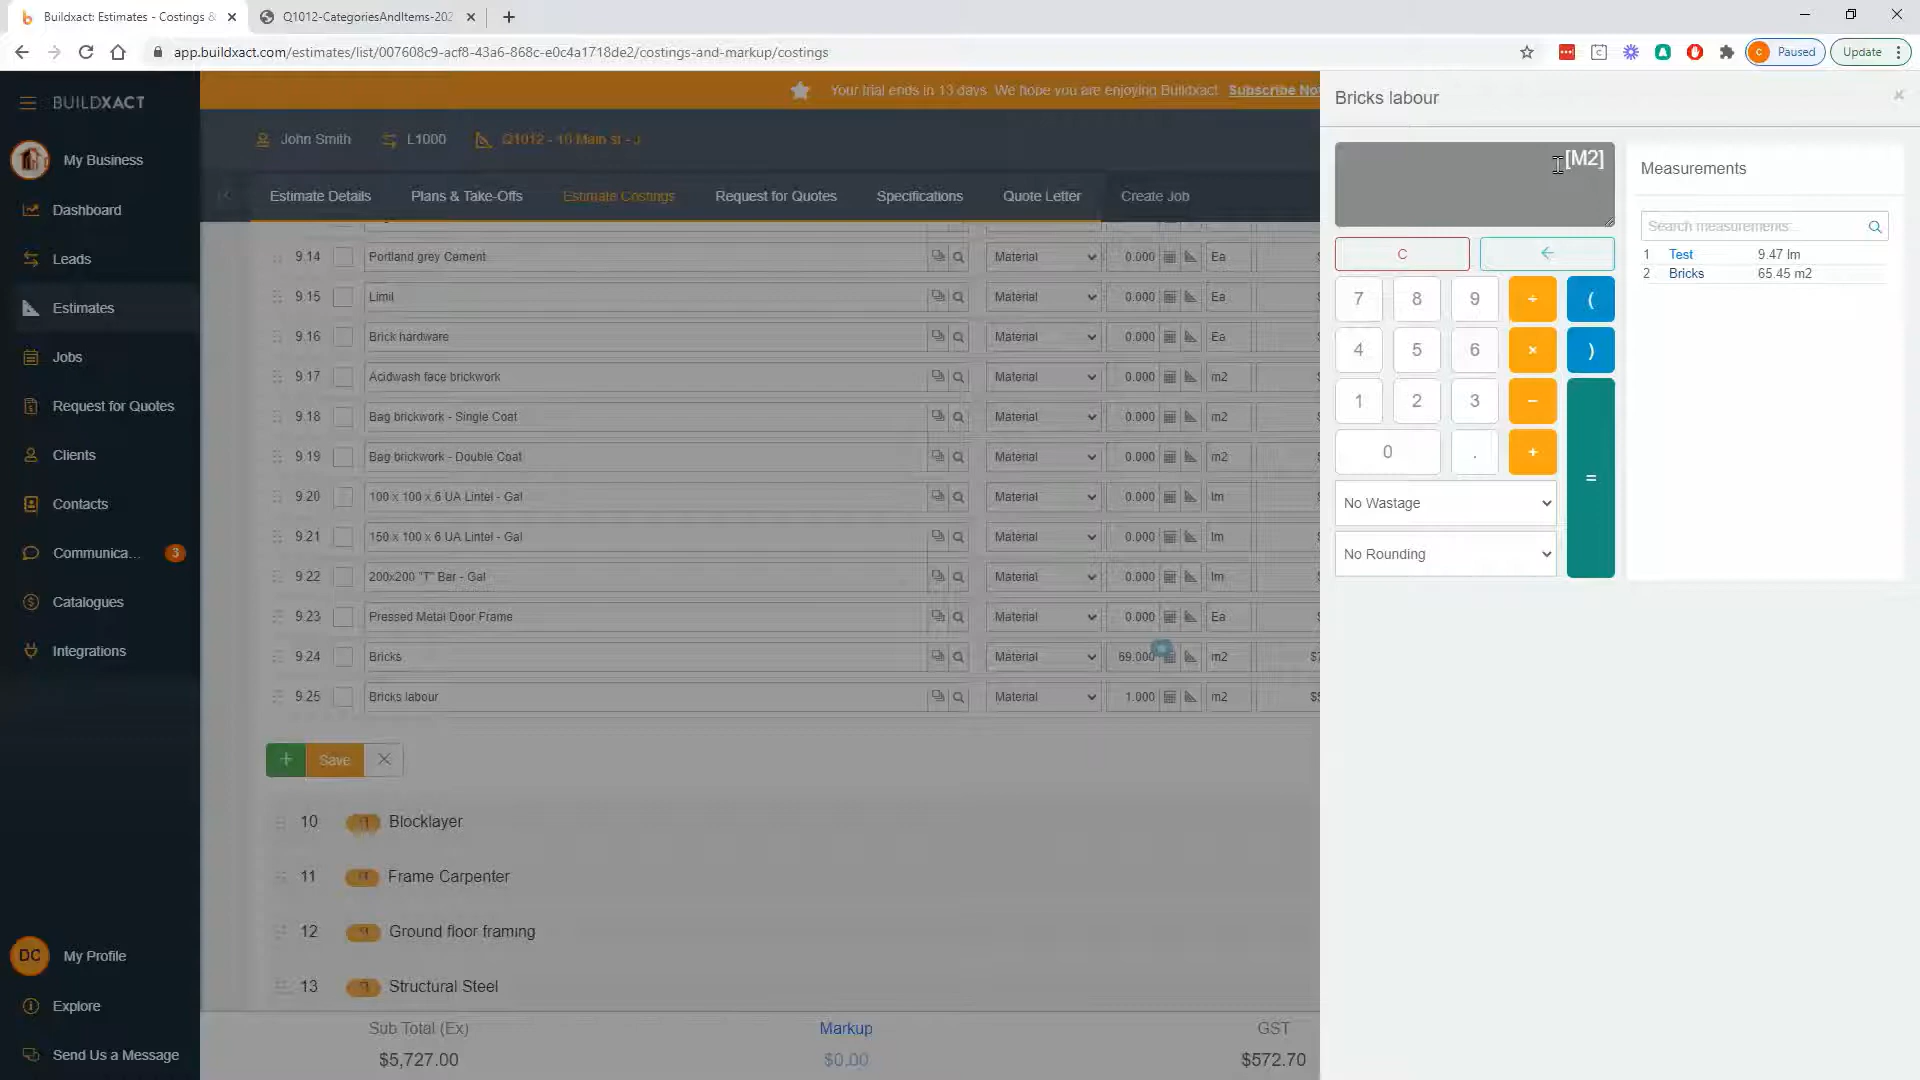 Buildxact: Estimates - Costings &
Q1012-CategoriesAndItems-202
app.buildxact.com/estimates/list/007608c9-acf8-43a6-868c-e0c4a1718de2/costings-and-markup/costings
C Paused
Update
BUILDXACT
My Business
Dashboard
Leads
Estimates
Jobs
Request for Quotes
Clients
Contacts
Communica... 3
Catalogues
Integrations
DC My Profile
Explore
Send Us a Message
Your trial ends in 13 days. We hope you are enjoying Buildxact. Subscribe No
John Smith L1000 Q1012 - 10 Main st - J
Estimate Details Plans & Take-Offs Estimate Costings Request for Quotes Specifications Quote Letter Create Job
9.14 Portland grey Cement Material 0.000 Ea
9.15 Limil Material 0.000 Ea
9.16 Brick hardware Material 0.000 Ea
9.17 Acidwash face brickwork Material 0.000 m2
9.18 Bag brickwork - Single Coat Material 0.000 m2
9.19 Bag brickwork - Double Coat Material 0.000 m2
9.20 100 x 100 x 6 UA Lintel - Gal Material 0.000 lm
9.21 150 x 100 x 6 UA Lintel - Gal Material 0.000 lm
9.22 200x200 "T" Bar - Gal Material 0.000 lm
9.23 Pressed Metal Door Frame Material 0.000 Ea
9.24 Bricks Material 69.000 m2
9.25 Bricks labour Material 1.000 m2
+ Save
10 Blocklayer
11 Frame Carpenter
12 Ground floor framing
13 Structural Steel
Sub Total (Ex) Markup GST
$5,727.00 $0.00 $572.70
Bricks labour
[M2]
C
7 8 9 ÷ (
4 5 6 × )
1 2 3 −
0 . + =
No Wastage
No Rounding
Measurements
Search measurements...
1 Test 9.47 lm
2 Bricks 65.45 m2